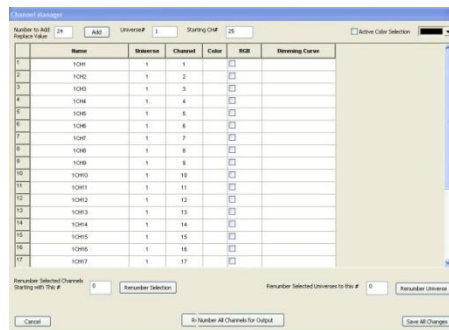 Channel Manager
Number to Add 24 Add Universe# 1 Starting CH# 25 Active Color Selection
Replace Value
Name Universe Channel Color RGB Dimming Curve
1 1CH1 1 1
2 1CH2 1 2
3 1CH3 1 3
4 1CH4 1 4
5 1CH5 1 5
6 1CH6 1 6
7 1CH7 1 7
8 1CH8 1 8
9 1CH9 1 9
10 1CH10 1 10
11 1CH11 1 11
12 1CH12 1 12
13 1CH13 1 13
14 1CH14 1 14
15 1CH15 1 15
16 1CH16 1 16
17 1CH17 1 17
Renumber Selected Channels
Starting with This # 0 Renumber Selection Renumber Selected Universes to this # 0 Renumber Universe
Cancel Number All Channels for Output Save All Changes